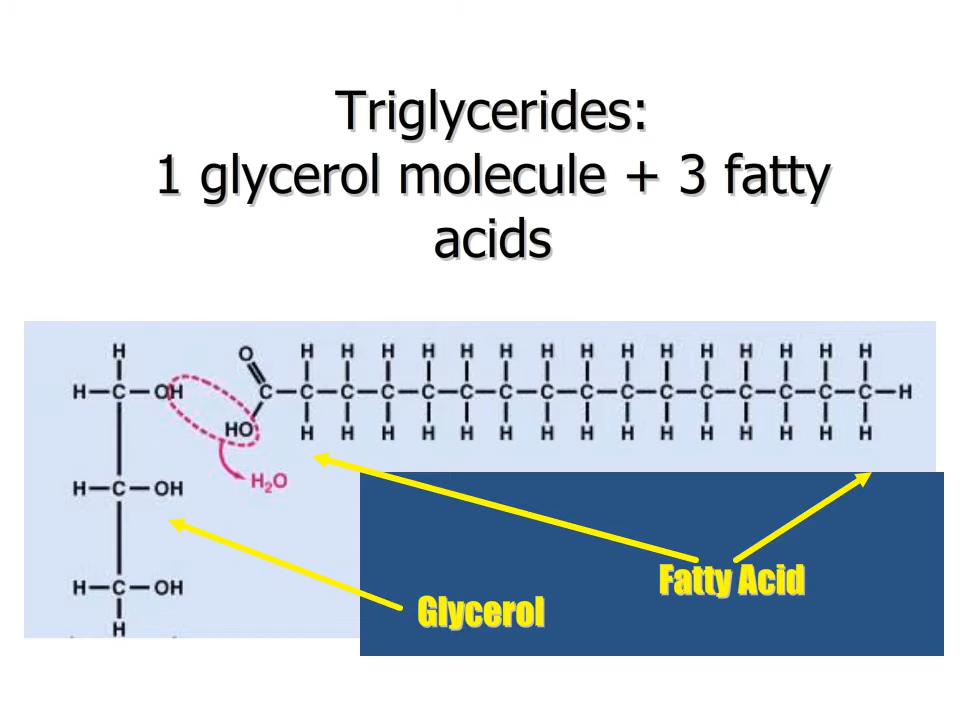 Triglycerides:
1 glycerol molecule + 3 fatty
acids
H O H H H H H H H H H H H H H H H
H—C—OH C—C—C—C—C—C—C—C—C—C—C—C—C—C—C—C—H
HO H H H H H H H H H H H H H H H
H₂O
H—C—OH
H—C—OH
H
Fatty Acid
Glycerol